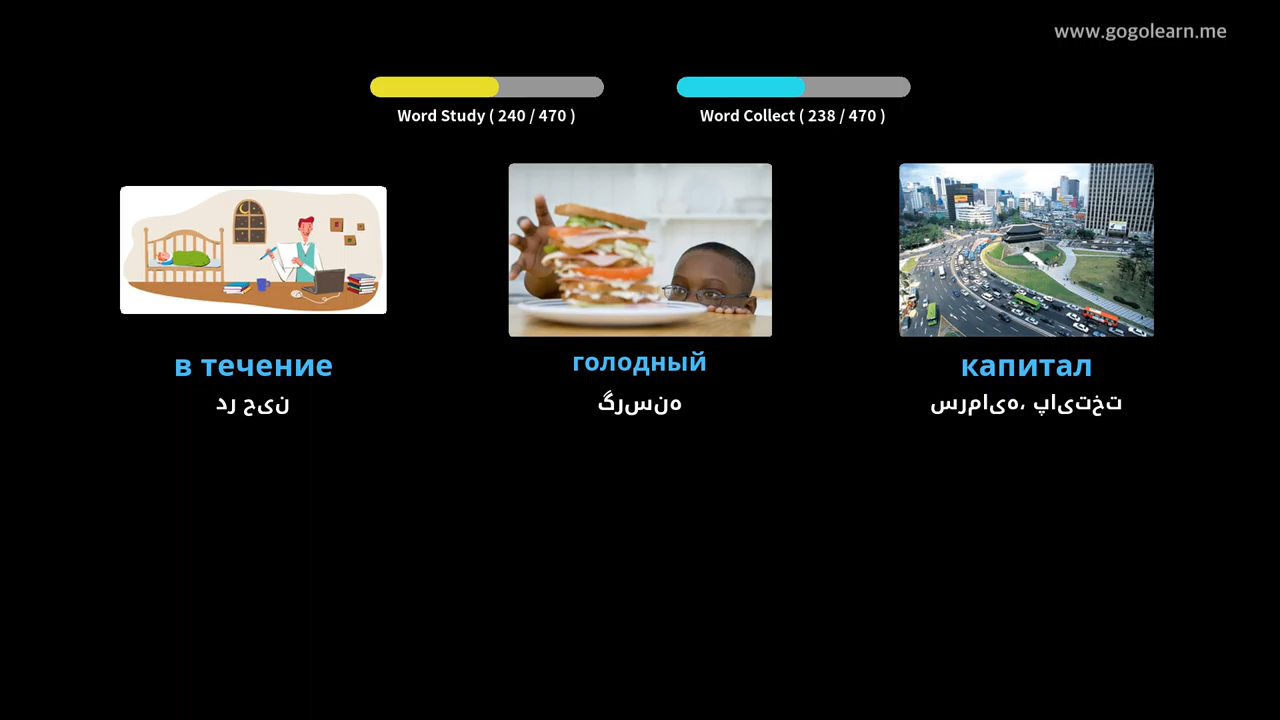 www.gogolearn.me
Word Study ( 240 / 470 )
Word Collect ( 238 / 470 )
в течение
голодный
капитал
در حین
گرسنه
سرمایه، پایتخت